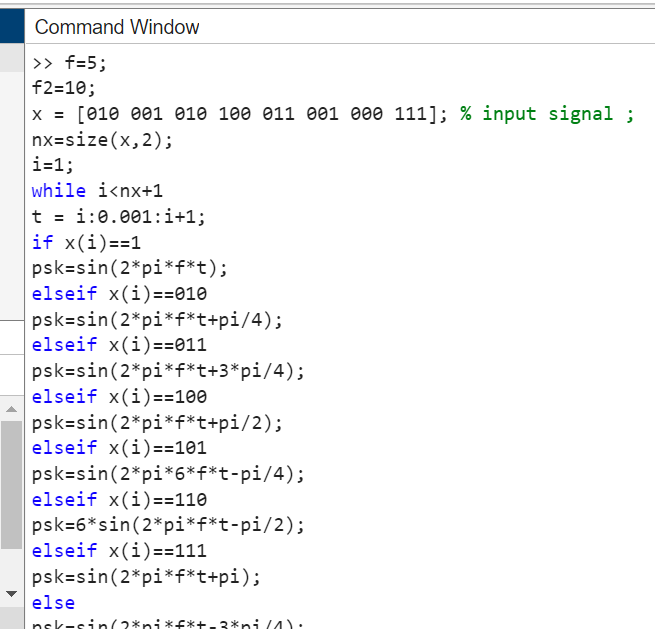 Command Window
>> f=5;
f2=10;
x = [010 001 010 100 011 001 000 111]; % input signal ;
nx=size(x,2);
i=1;
while i<nx+1
t = i:0.001:i+1;
if x(i)==1
psk=sin(2*pi*f*t);
elseif x(i)==010
psk=sin(2*pi*f*t+pi/4);
elseif x(i)==011
psk=sin(2*pi*f*t+3*pi/4);
elseif x(i)==100
psk=sin(2*pi*f*t+pi/2);
elseif x(i)==101
psk=sin(2*pi*6*f*t-pi/4);
elseif x(i)==110
psk=6*sin(2*pi*f*t-pi/2);
elseif x(i)==111
psk=sin(2*pi*f*t+pi);
else
psk=sin(2*pi*f*t-3*pi/4);